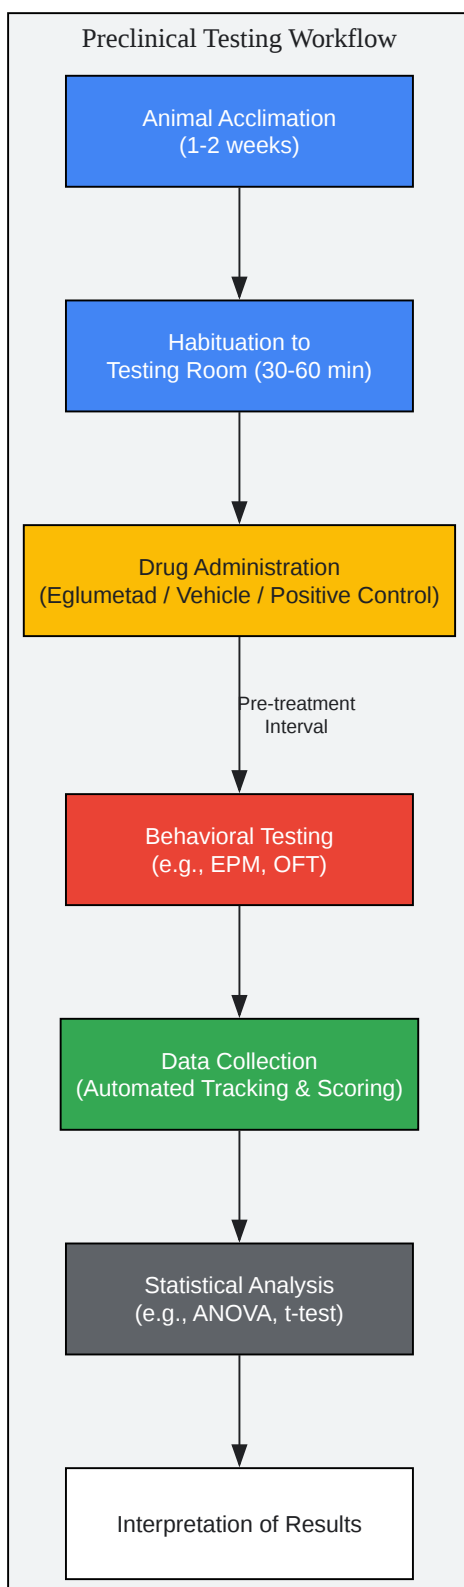 Preclinical Testing Workflow
Animal Acclimation
(1-2 weeks)
Habituation to
Testing Room (30-60 min)
Drug Administration
(Eglumetad / Vehicle / Positive Control)
Pre-treatment
Interval
Behavioral Testing
(e.g., EPM, OFT)
Data Collection
(Automated Tracking & Scoring)
Statistical Analysis
(e.g., ANOVA, t-test)
Interpretation of Results